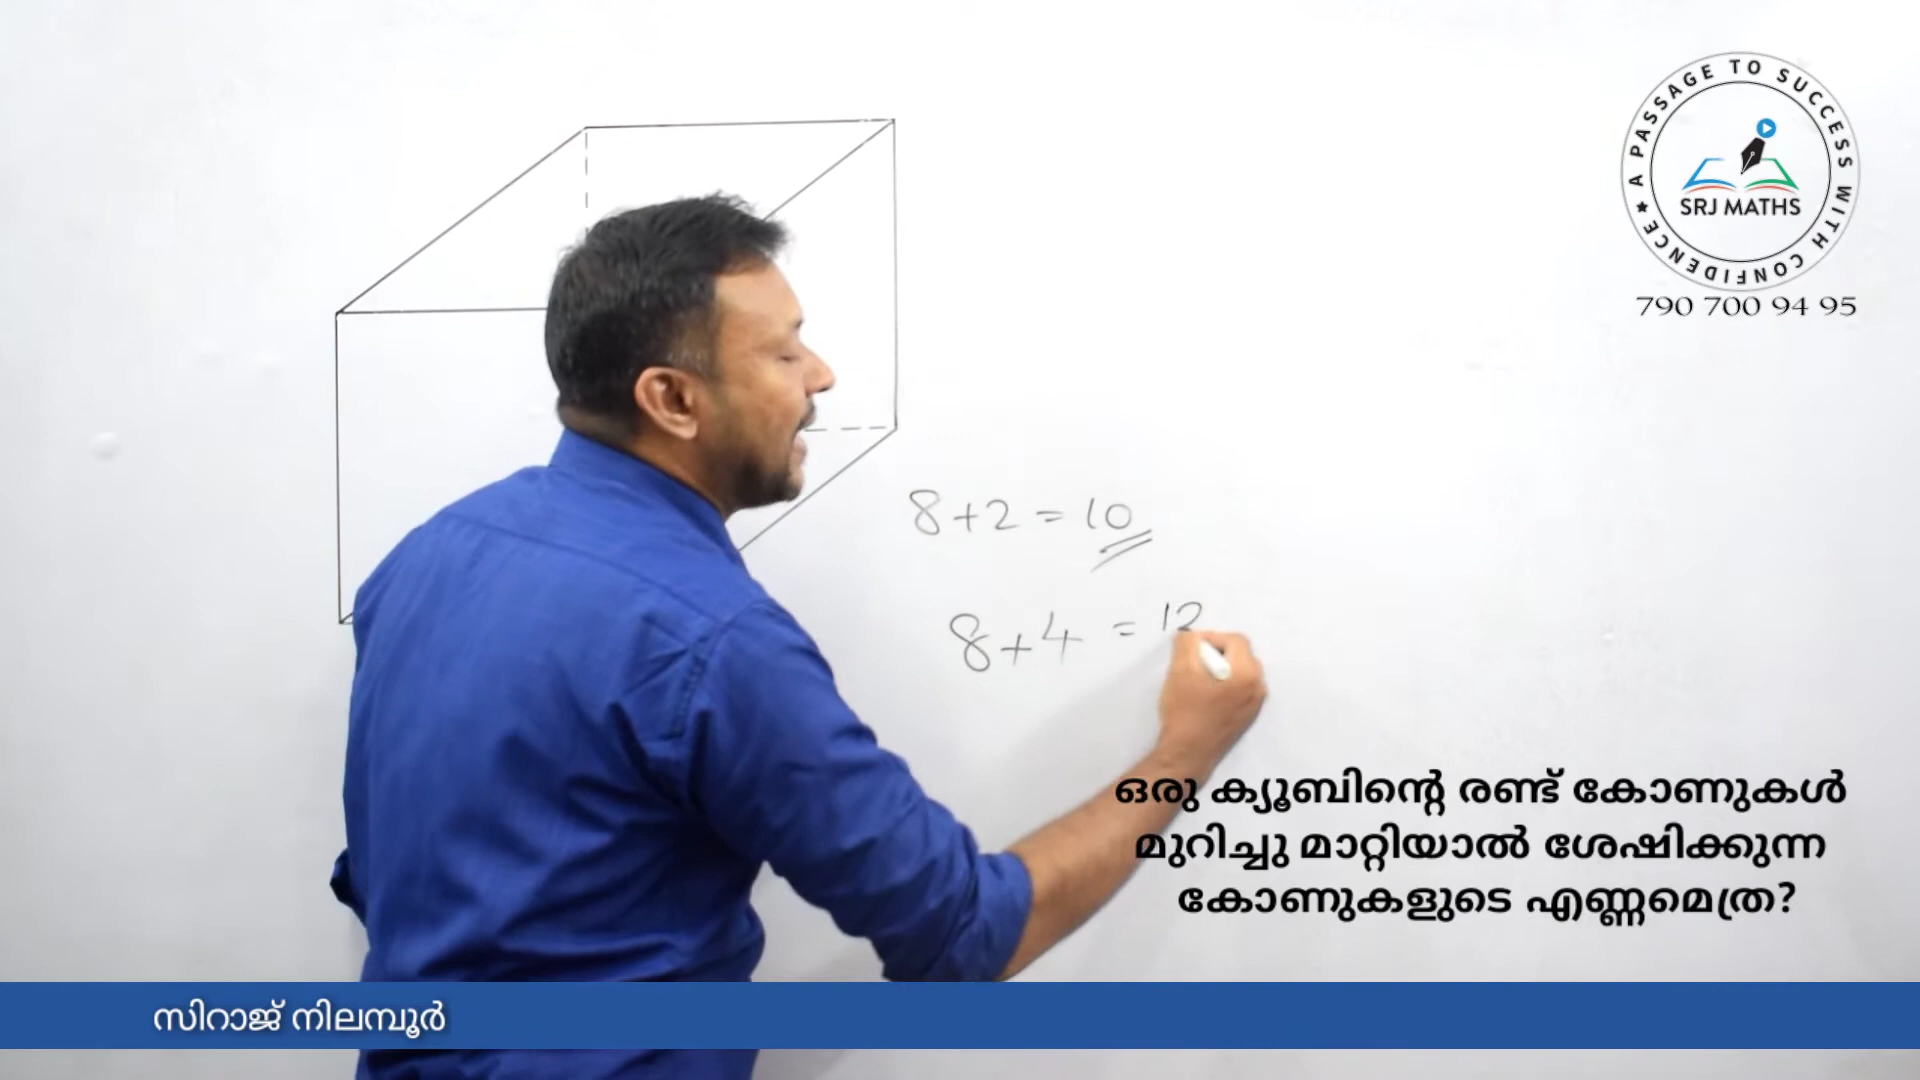 A PASSAGE TO SUCCESS WITH CONFIDENCE ★
SRJ MATHS
790 700 94 95
8+2 = 10
8+4 = 12
ഒരു ക്യൂബിന്റെ രണ്ട് കോണുകൾ
മുറിച്ചു മാറ്റിയാൽ ശേഷിക്കുന്ന
കോണുകളുടെ എണ്ണമെത്ര?
സിറാജ് നിലമ്പൂർ